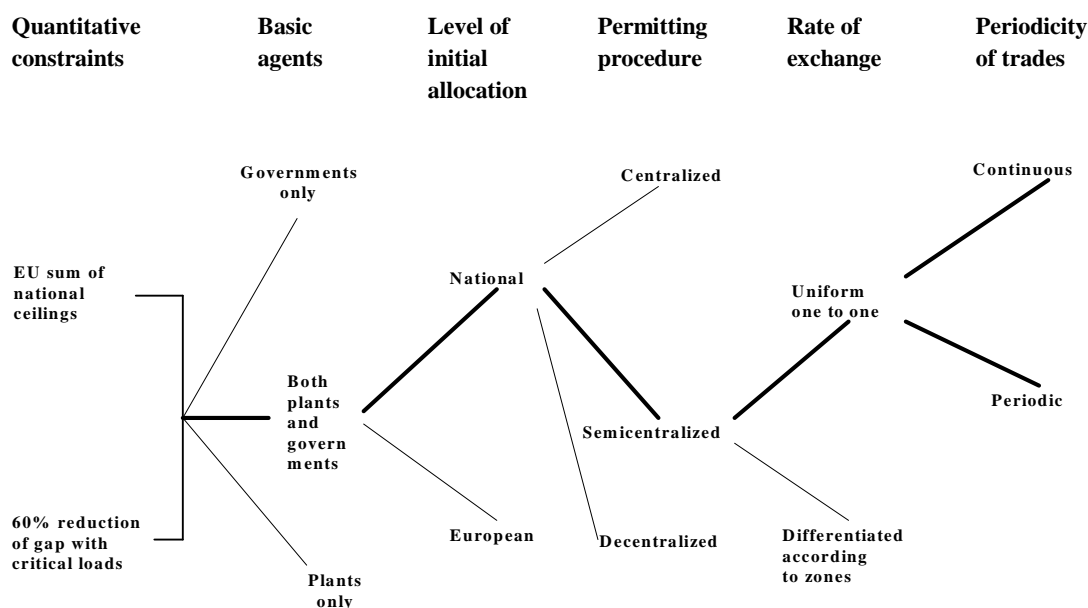 Quantitative
constraints
Basic
agents
Level of
initial
allocation
Permitting
procedure
Rate of
exchange
Periodicity
of trades
Governments
only
Centralized
Continuous
EU sum of
national
ceilings
National
Uniform
one to one
Both
plants
and
govern
ments
Periodic
Semicentralized
60% reduction
of gap with
critical loads
European
Decentralized
Differentiated
according
to zones
Plants
only